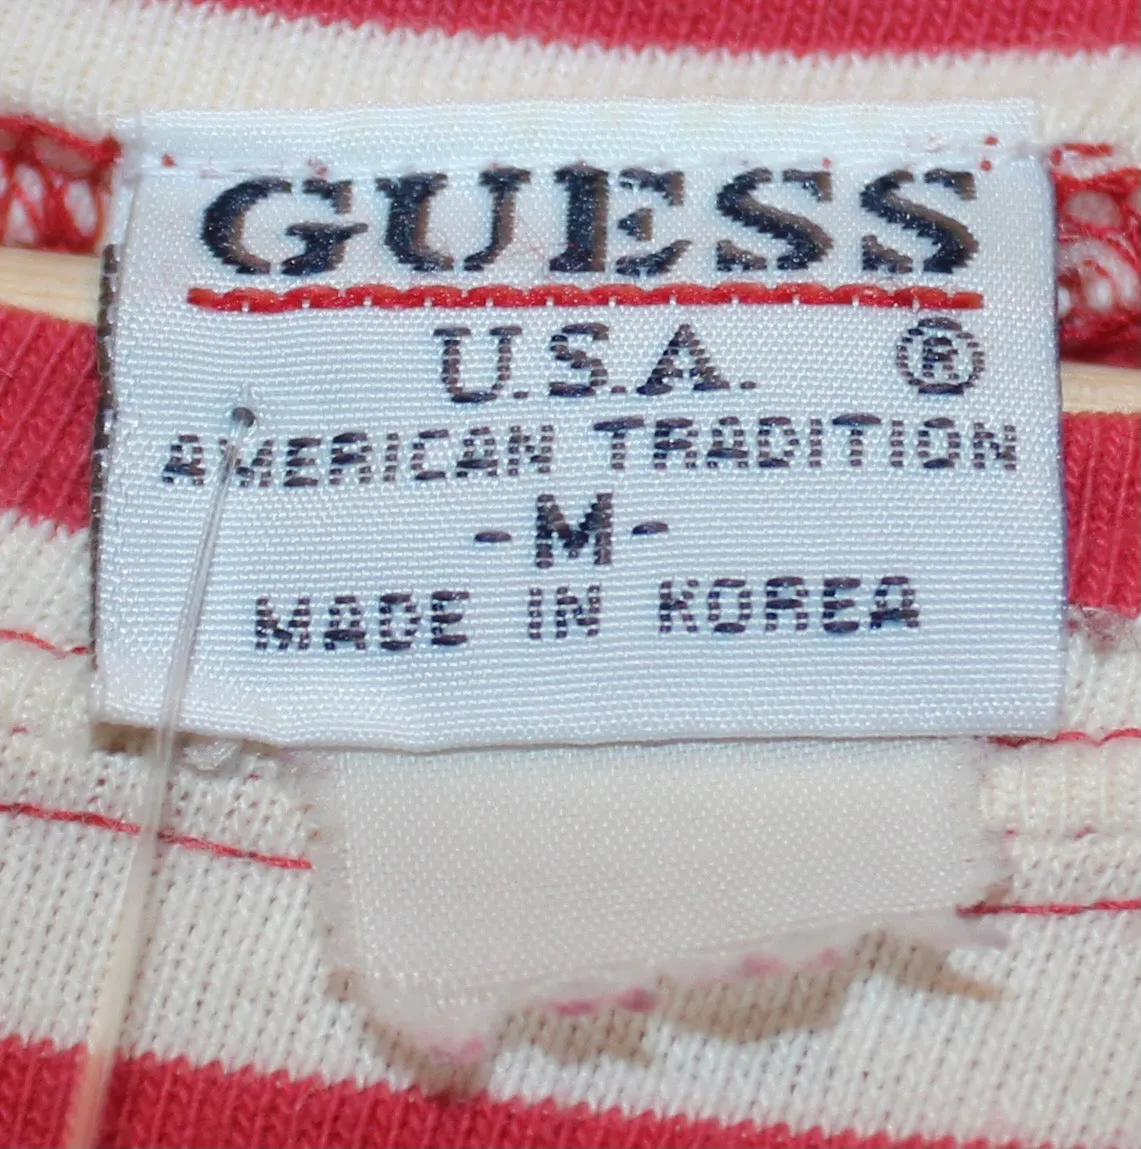 GUESS
U.S.A. ®
AMERICAN TRADITION
-M-
MADE IN KOREA